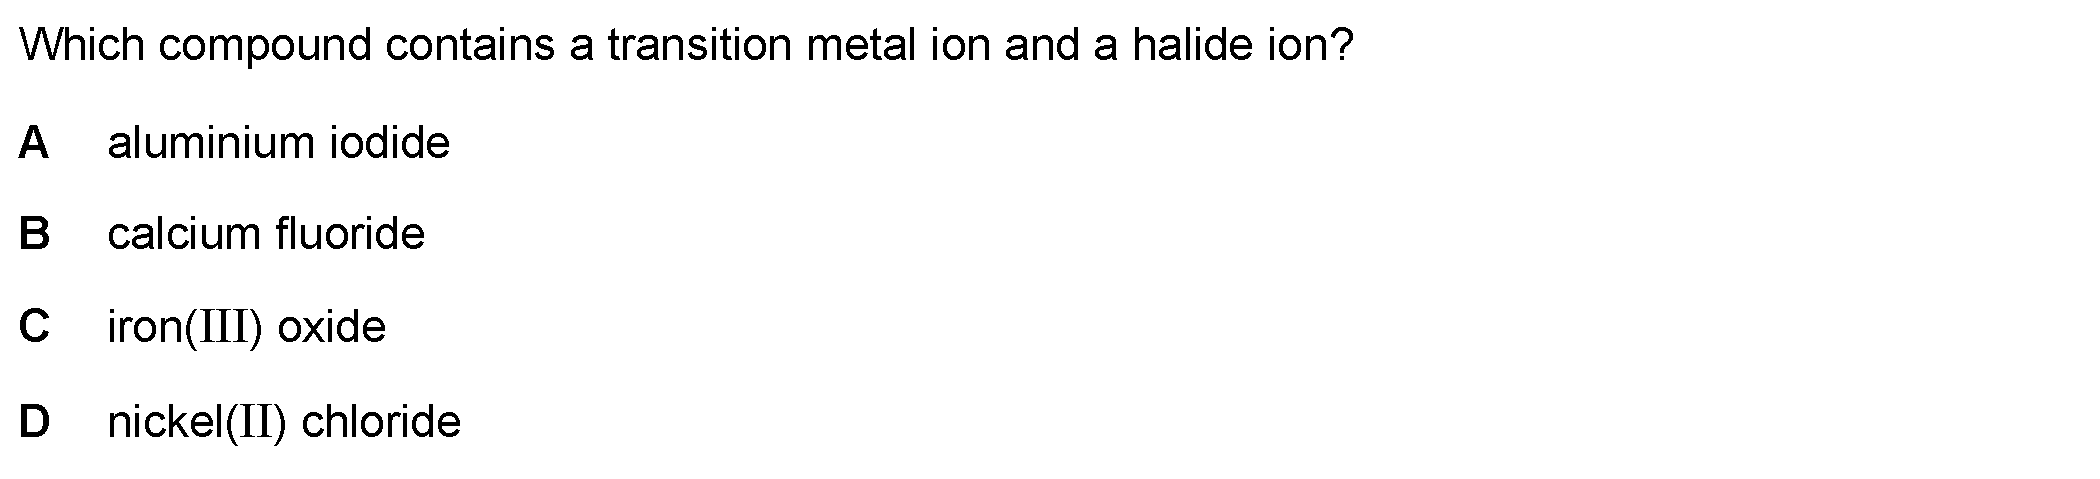 Which compound contains a transition metal ion and a halide ion?
A aluminium iodide
B calcium fluoride
C iron(III) oxide
D nickel(II) chloride